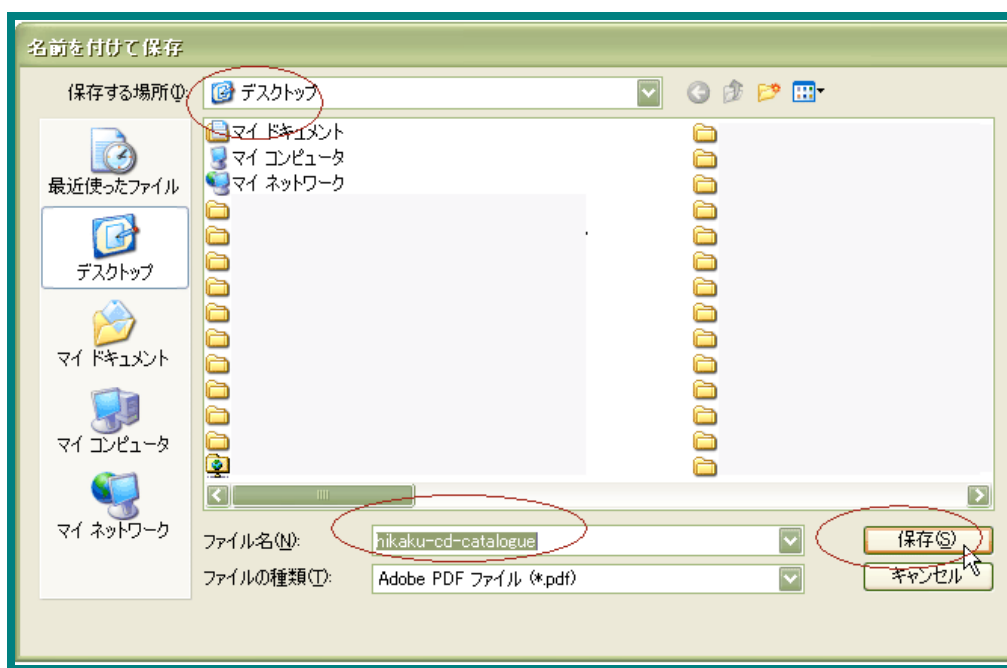 名前を付けて保存
保存する場所(I):
デスクトップ
マイ ドキュメント
マイ コンピュータ
マイ ネットワーク
最近使ったファイル
デスクトップ
マイ ドキュメント
マイ コンピュータ
マイ ネットワーク
ファイル名(N):
hikaku-cd-catalogue
保存(S)
ファイルの種類(T):
Adobe PDF ファイル (*.pdf)
キャンセル